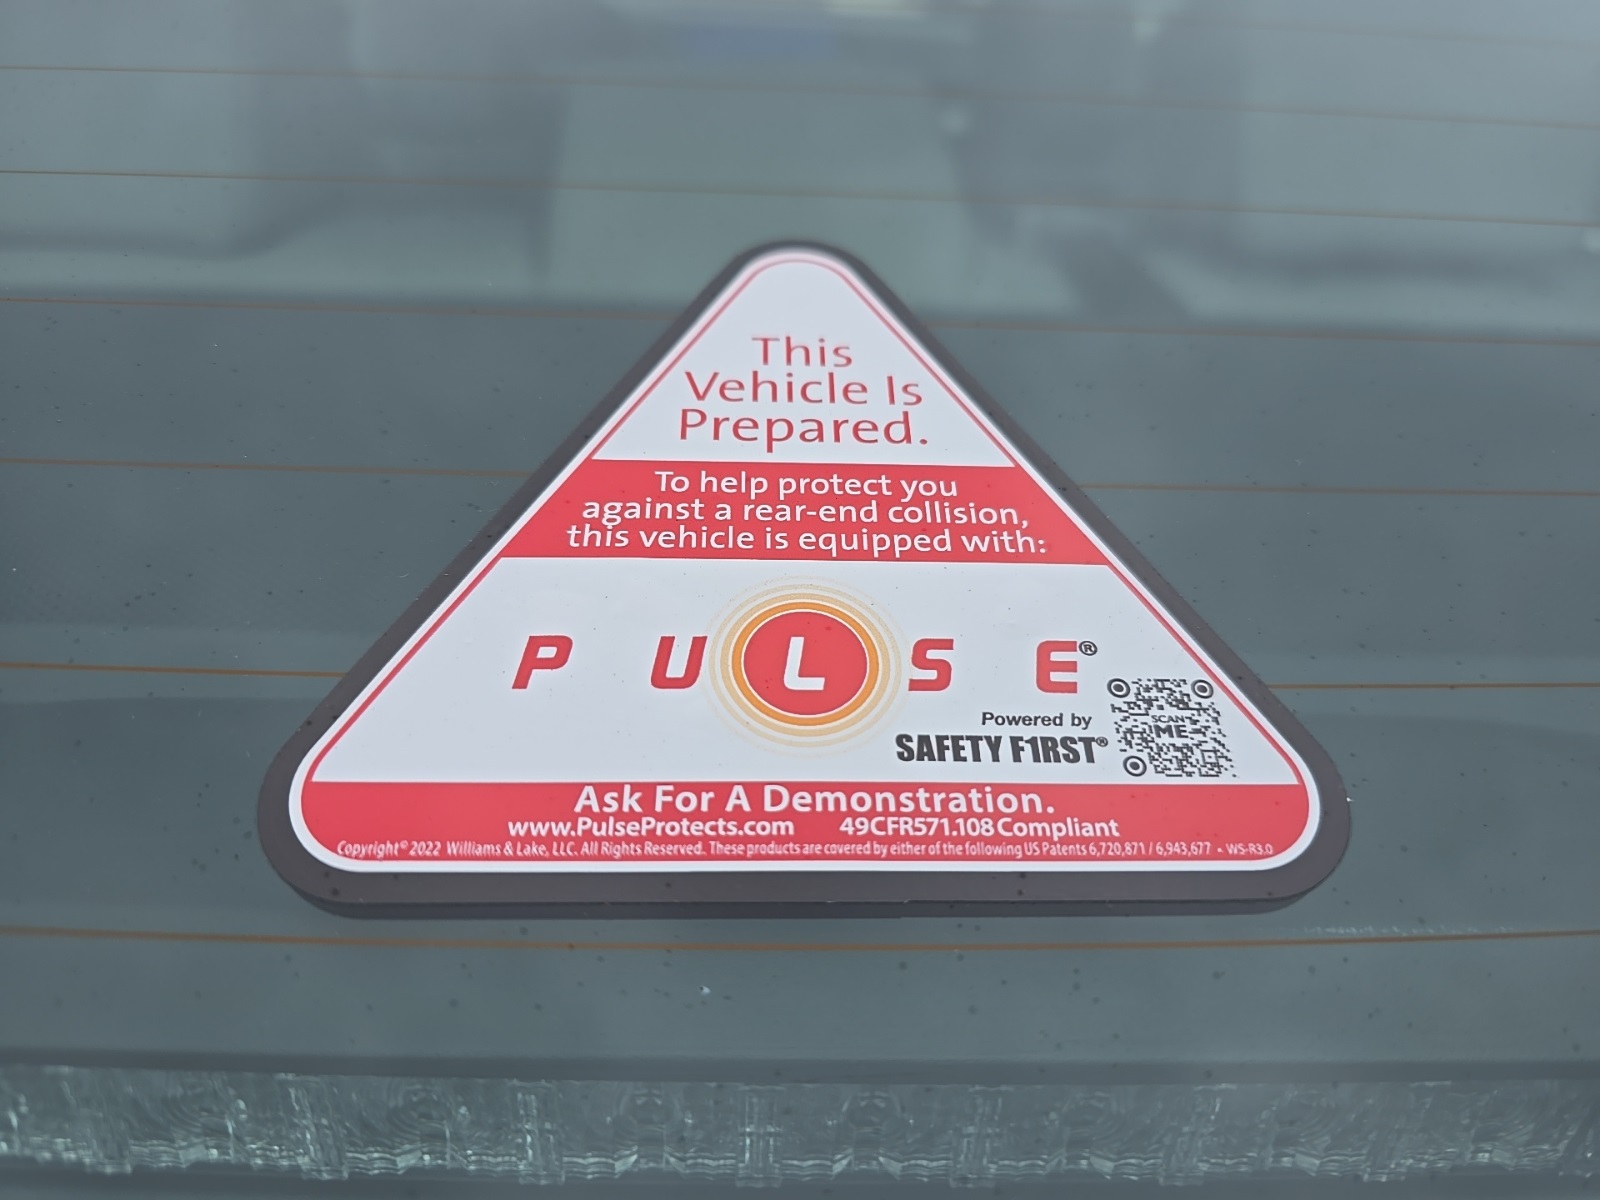 This
Vehicle Is
Prepared.
To help protect you
against a rear-end collision,
this vehicle is equipped with:
PULSE®
Powered by
SAFETY F1RST®
SCAN
ME
Ask For A Demonstration.
www.PulseProtects.com 49CFR571.108 Compliant
Copyright© 2022 Williams & Lake, LLC. All Rights Reserved. These products are covered by either of the following US Patents 6,720,871 / 6,943,677 • WS-R3.0